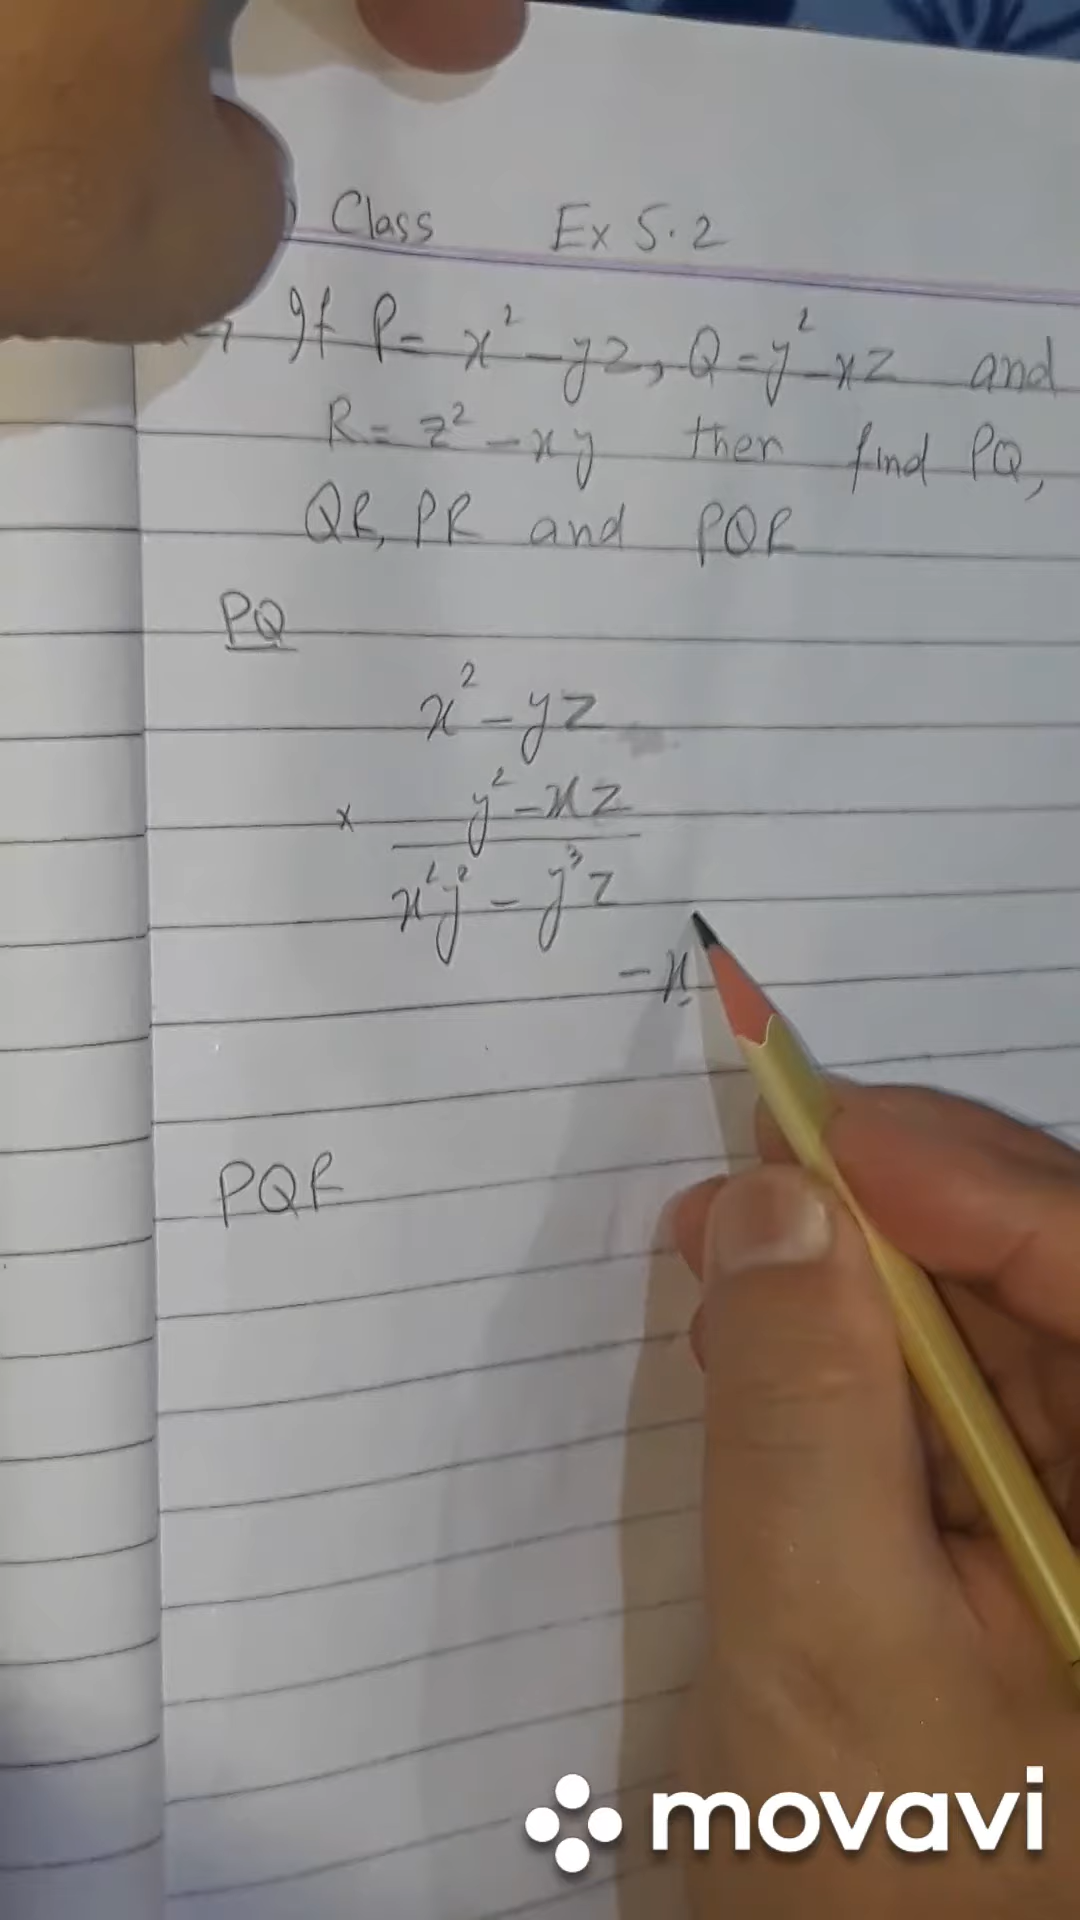 Class Ex 5.2
If P = x² - yz, Q = y² - xz and
R = z² - xy then find PQ,
QR, PR and PQR
PQ
x² - yz
× y² - xz
x²y² - y³z
- x
PQR
movavi